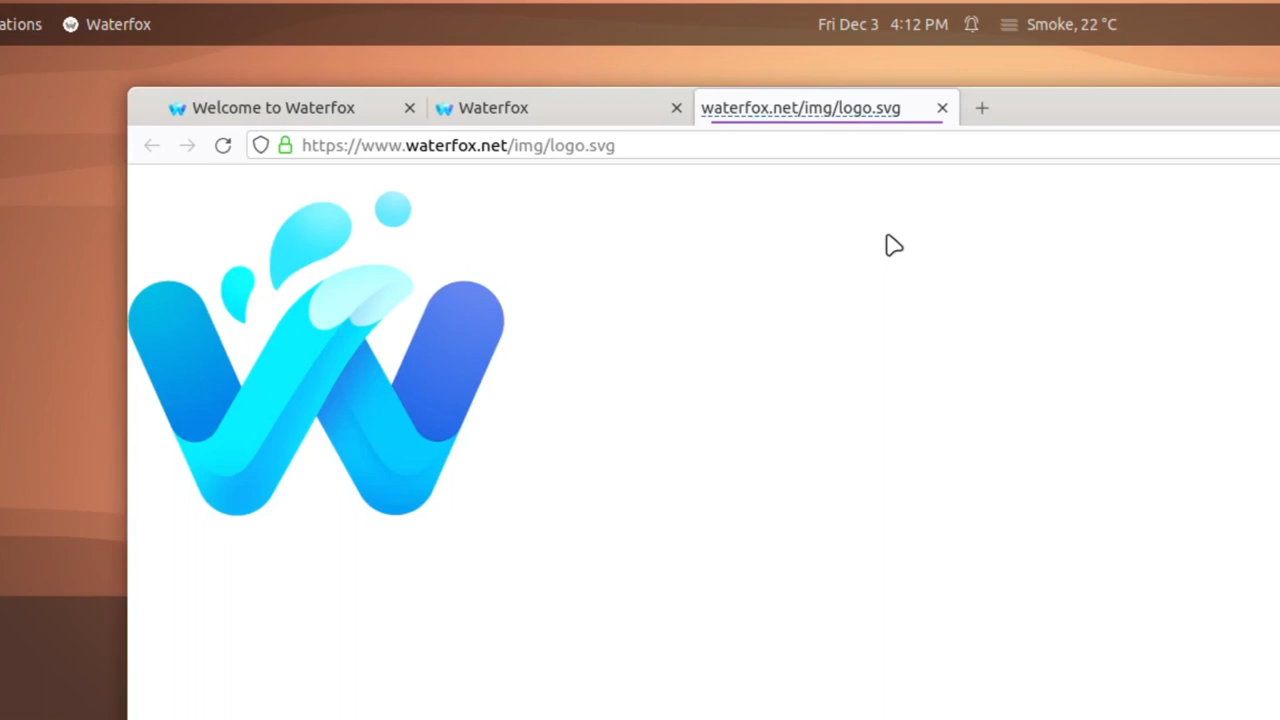 ations Waterfox Fri Dec 3 4:12 PM Smoke, 22 °C
Welcome to Waterfox Waterfox waterfox.net/img/logo.svg
https://www.waterfox.net/img/logo.svg